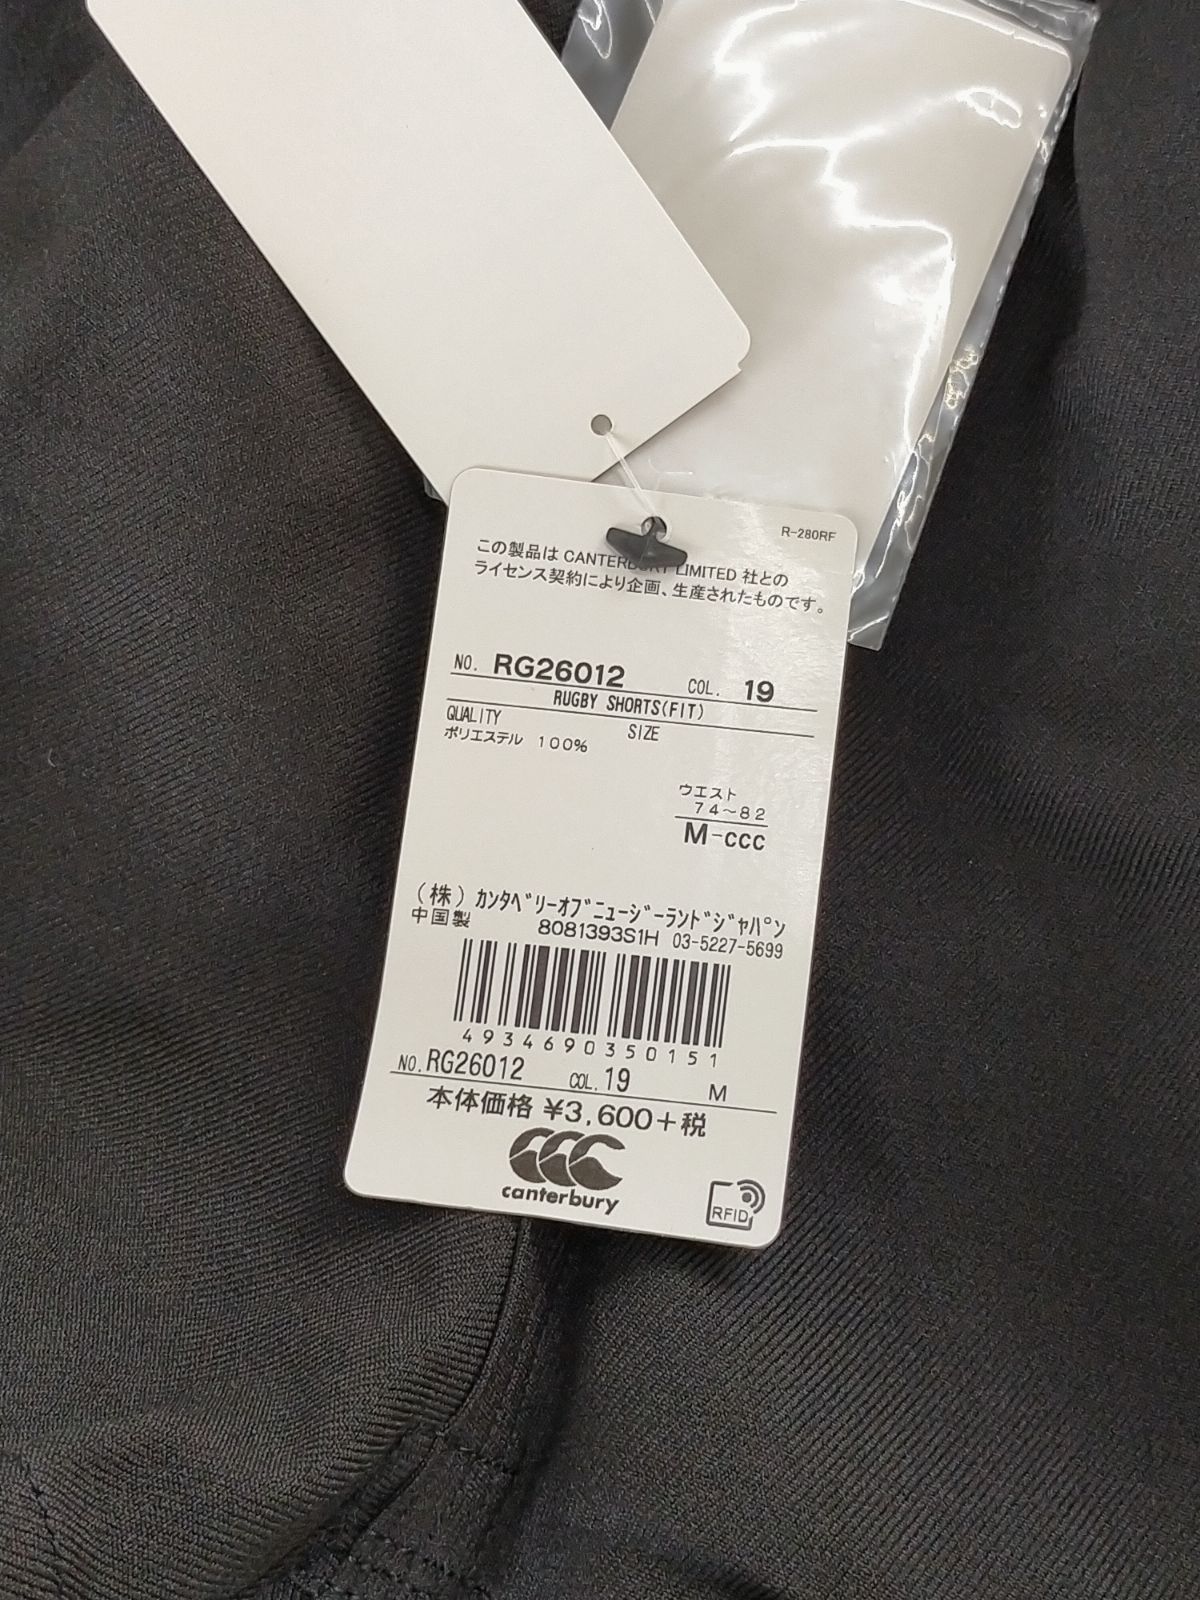 R-280RF
この製品は CANTERBURY LIMITED 社との
ライセンス契約により企画、生産されたものです。
NO. RG26012 COL. 19
RUGBY SHORTS(FIT)
QUALITY SIZE
ポリエステル 100%
ウエスト
74〜82
M-ccc
(株)カンタベリーオブニュージーランドジャパン
中国製 8081393S1H 03-5227-5699
4934690350151
NO. RG26012 COL. 19 M
本体価格 ¥3,600+税
canterbury
RFID